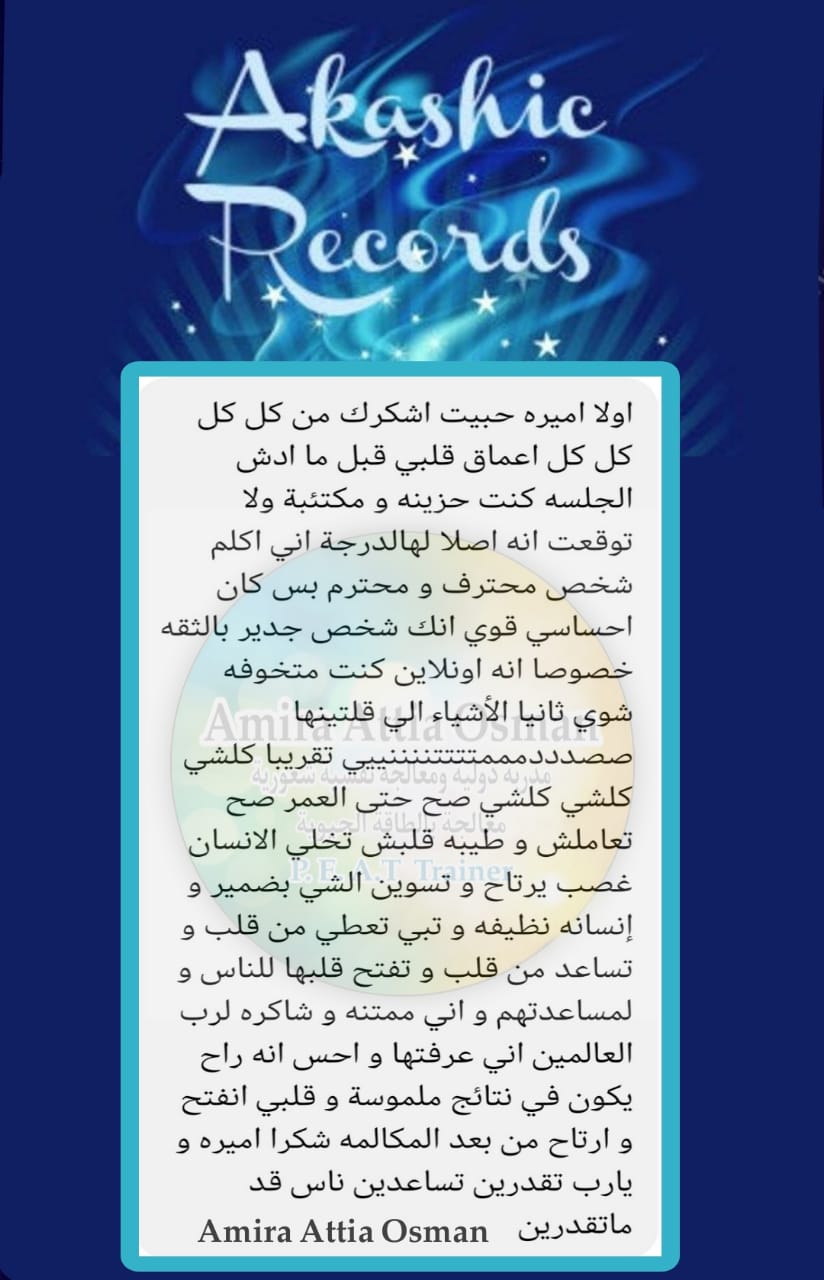 Akashic
Records
اولا اميره حبيت اشكرك من كل كل
كل كل اعماق قلبي قبل ما ادش
الجلسه كنت حزينه و مكتئبة ولا
توقعت انه اصلا لهالدرجة اني اكلم
شخص محترف و محترم بس كان
احساسي قوي انك شخص جدير بالثقه
خصوصا انه اونلاين كنت متخوفه
شوي ثانيا الأشياء الي قلتينها
Amira Attia Osman
صصدددمممتتتتنننننييي تقريبا كلشي
مدربه دوليه ومعالجة نفسيه شعورية
كلشي كلشي صح حتى العمر صح
معالجة بالطاقة الحيوية
تعاملش و طيبه قلبش تخلي الانسان
P. E. A.T Trainer
غصب يرتاح و تسوين الشي بضمير و
إنسانه نظيفه و تبي تعطي من قلب و
تساعد من قلب و تفتح قلبها للناس و
لمساعدتهم و اني ممتنه و شاكره لرب
العالمين اني عرفتها و احس انه راح
يكون في نتائج ملموسة و قلبي انفتح
و ارتاح من بعد المكالمه شكرا اميره و
يارب تقدرين تساعدين ناس قد
ماتقدرين
Amira Attia Osman